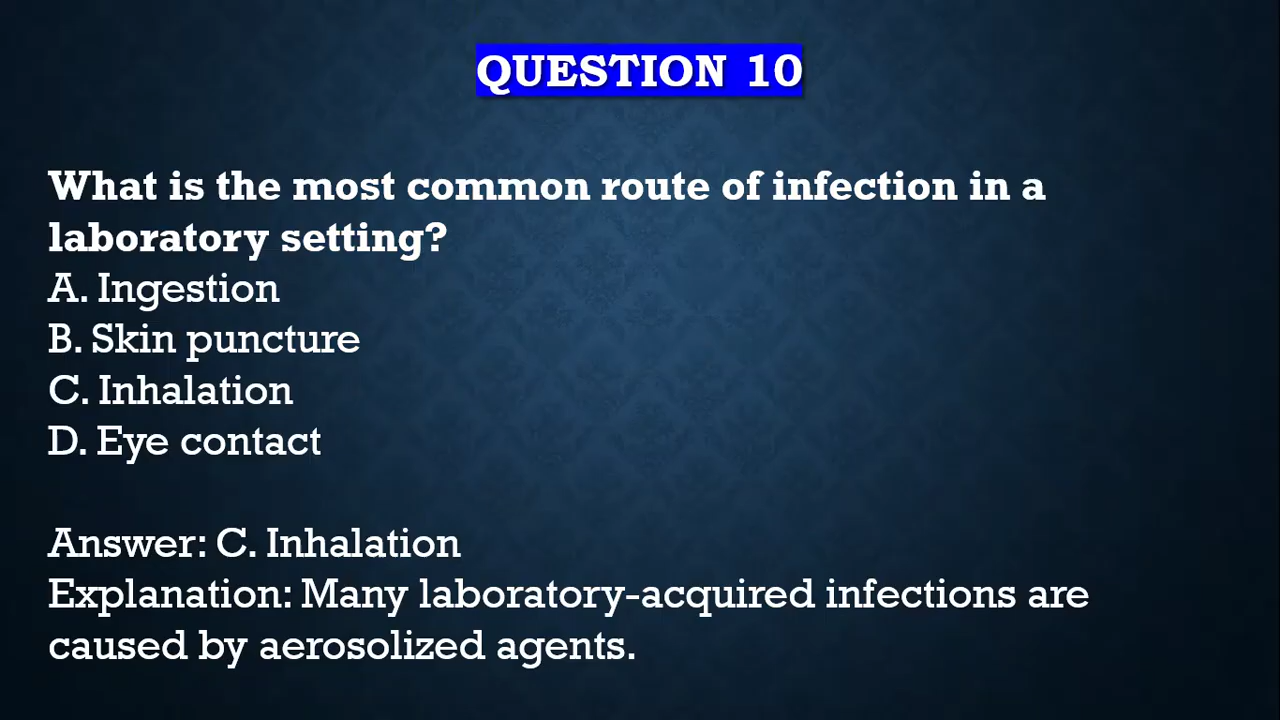 QUESTION 10
What is the most common route of infection in a
laboratory setting?
A. Ingestion
B. Skin puncture
C. Inhalation
D. Eye contact
Answer: C. Inhalation
Explanation: Many laboratory-acquired infections are
caused by aerosolized agents.